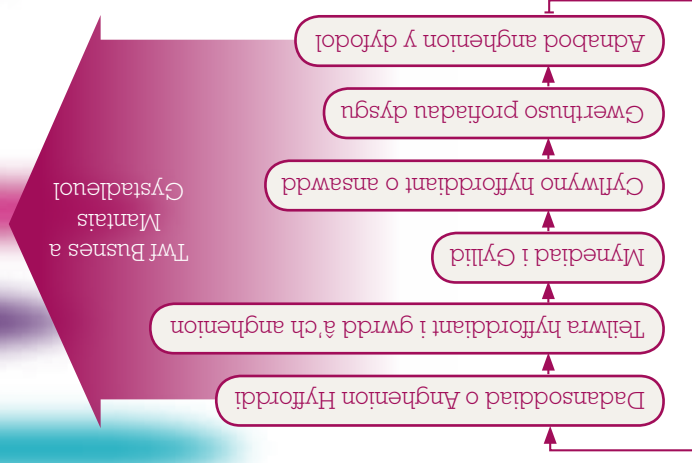 Dadansoddiad o Anghenion Hyfforddi
Teilwra hyfforddiant i gwrdd â'ch anghenion
Mynediad i Gyllid
Cyflwyno hyfforddiant o ansawdd
Gwerthuso profiadau dysgu
Adnabod anghenion y dyfodol
Twf Busnes a
Mantais
Gystadleuol